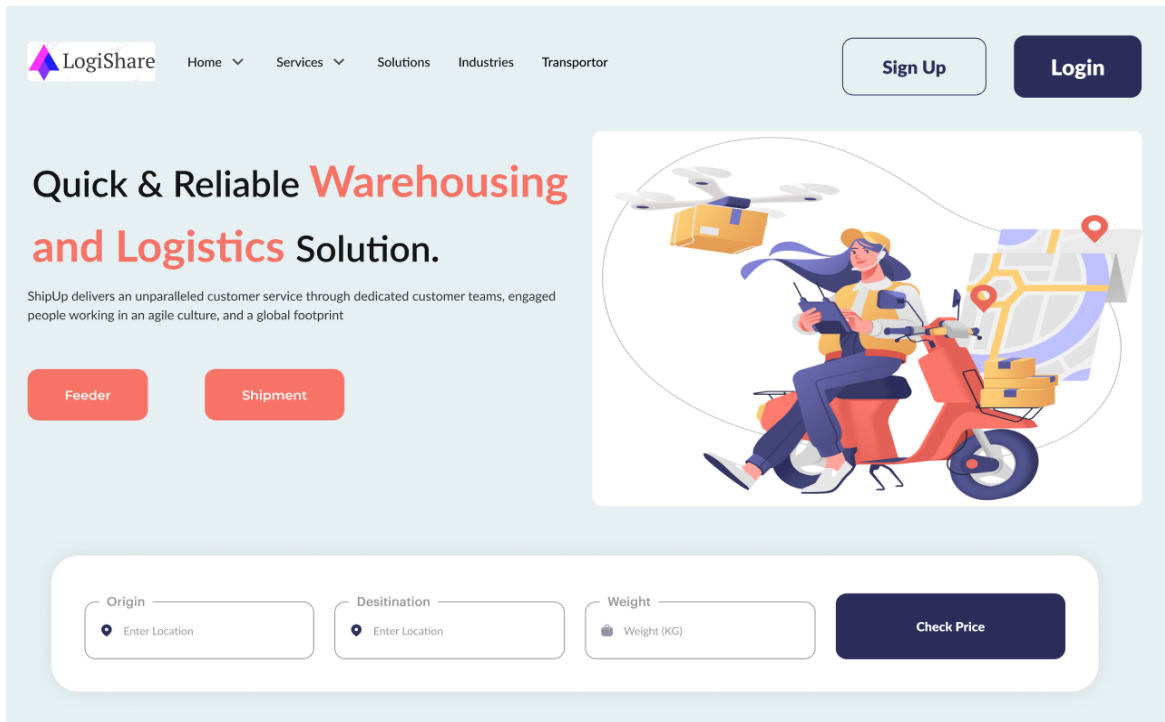 LogiShare
Home Services Solutions Industries Transportor
Sign Up
Login
Quick & Reliable Warehousing
and Logistics Solution.
ShipUp delivers an unparalleled customer service through dedicated customer teams, engaged
people working in an agile culture, and a global footprint
Feeder
Shipment
Origin
Enter Location
Desitination
Enter Location
Weight
Weight (KG)
Check Price